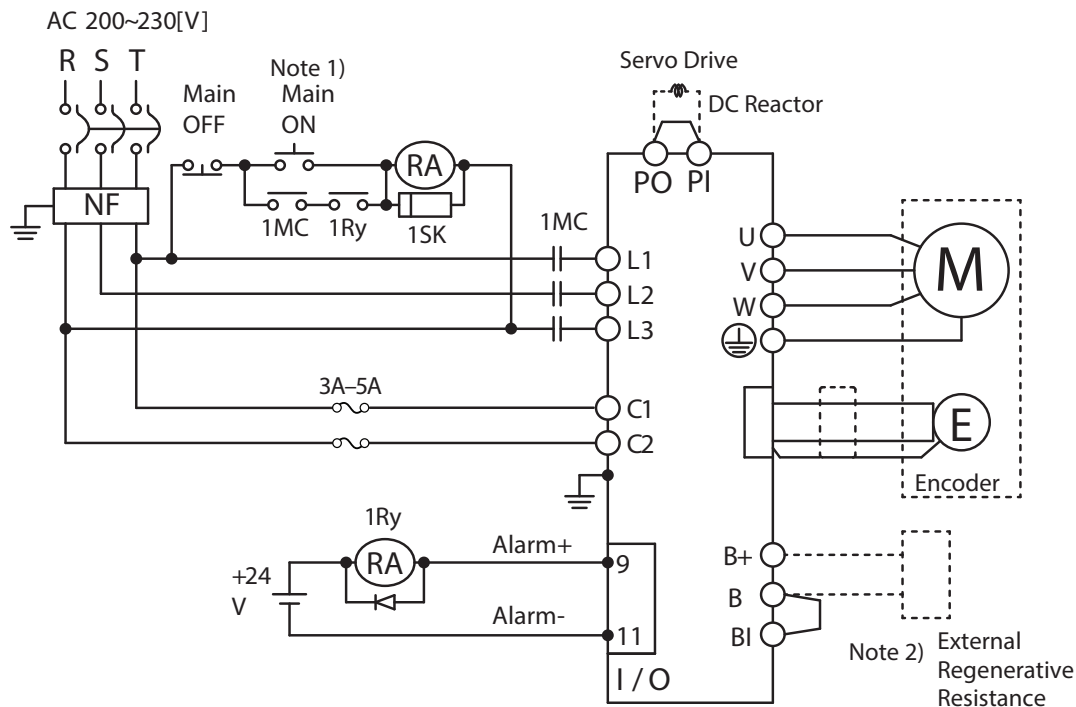 AC 200~230[V]
R S T
Main
OFF
Note 1)
Main
ON
RA
1MC 1Ry 1SK
NF
1MC
Servo Drive
DC Reactor
PO PI
L1
L2
L3
3A–5A
C1
C2
U
V
W
M
E
Encoder
1Ry
RA
+24
V
Alarm+
9
Alarm-
11
I / O
B+
B
BI
Note 2) External
Regenerative
Resistance